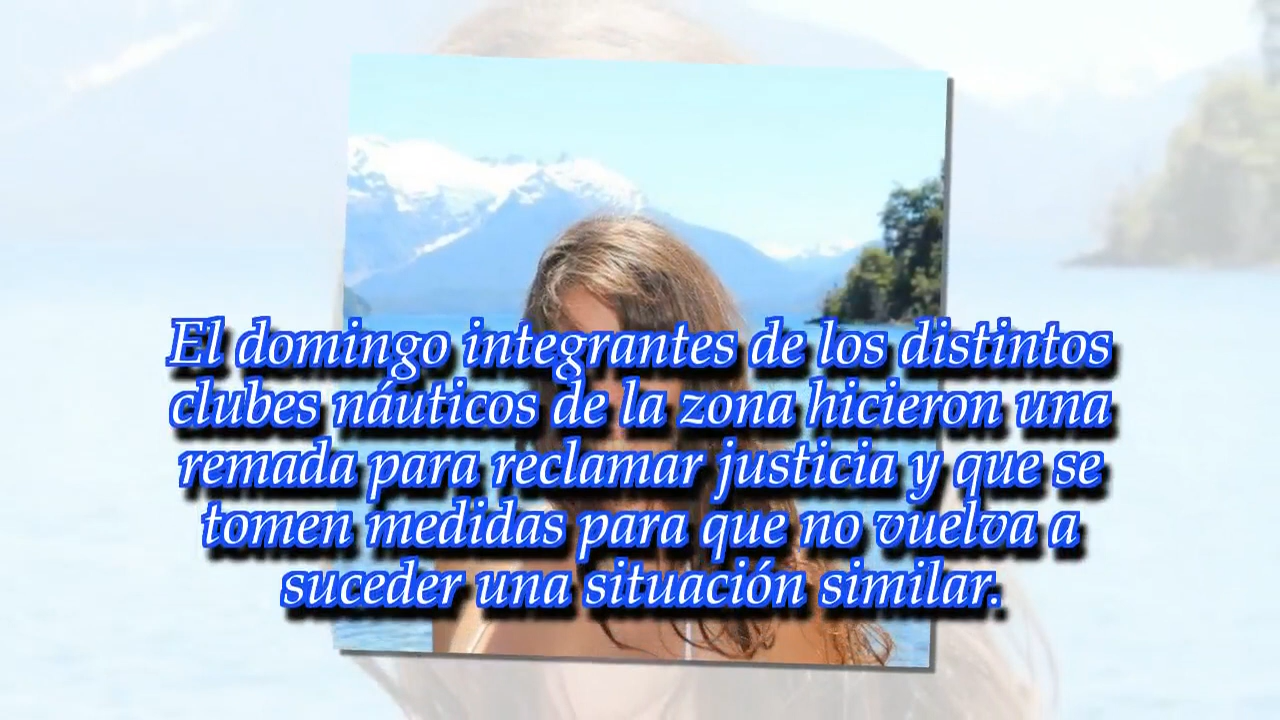 El domingo integrantes de los distintos
clubes náuticos de la zona hicieron una
remada para reclamar justicia y que se
tomen medidas para que no vuelva a
suceder una situación similar.